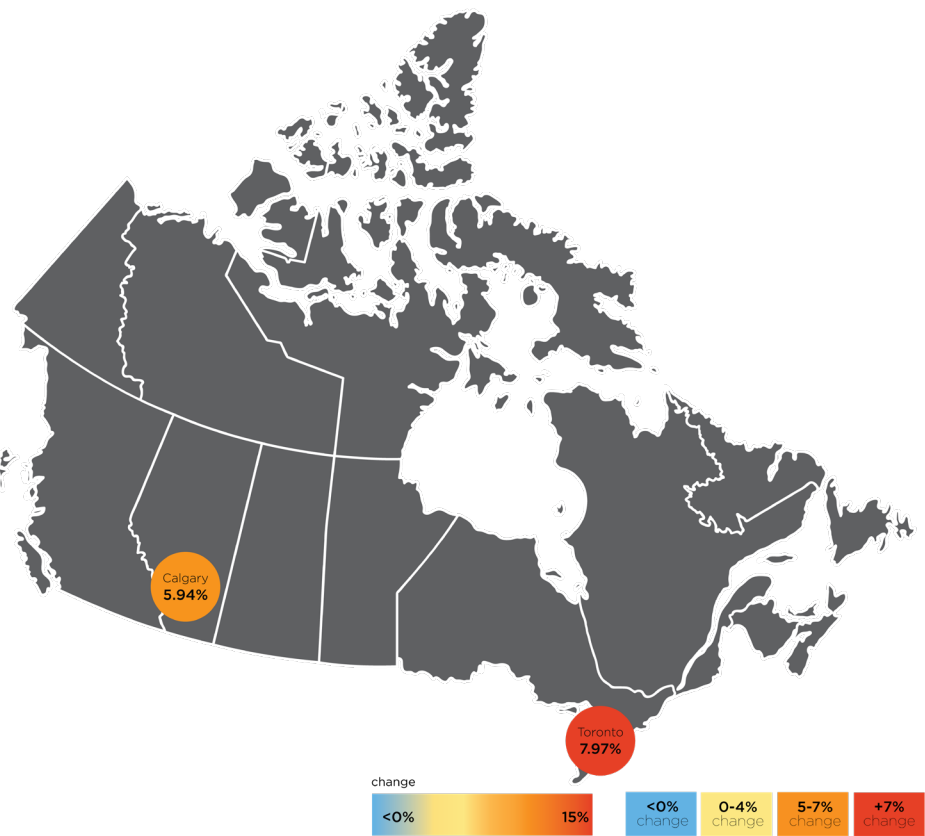 Calgary
5.94%
Toronto
7.97%
change
<0%
15%
<0%
change
0-4%
change
5-7%
change
+7%
change